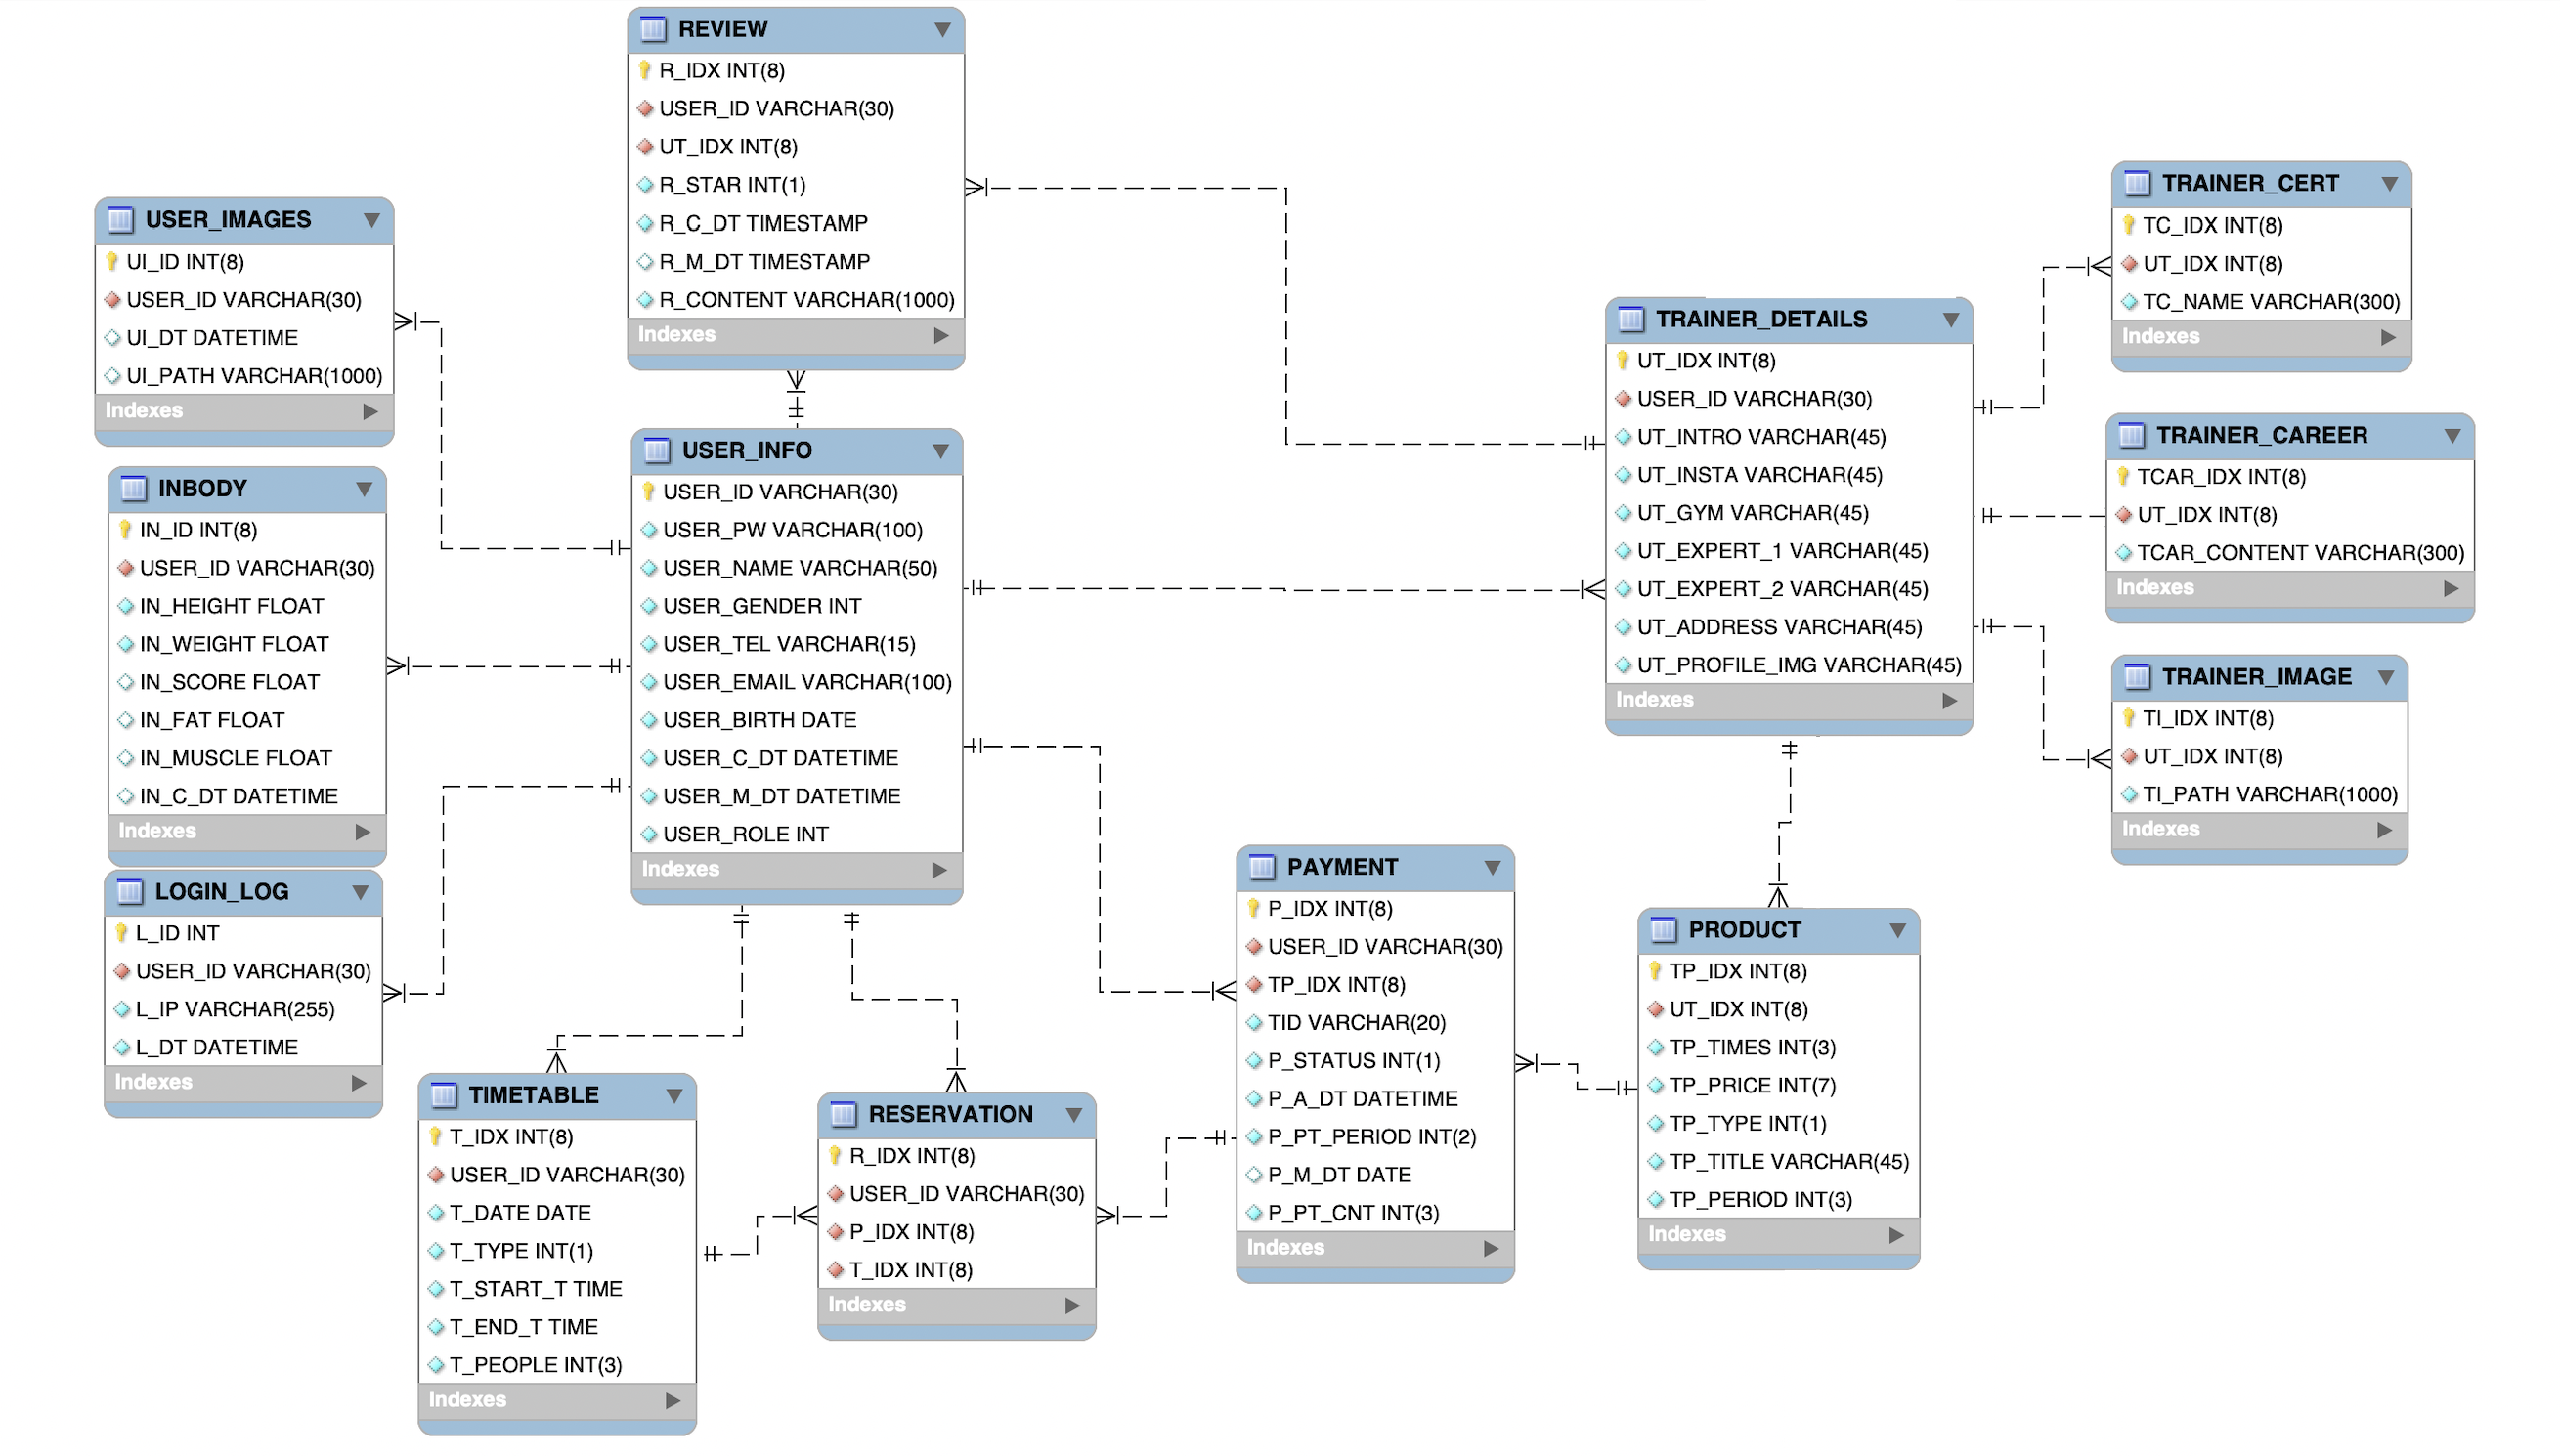 REVIEW
R_IDX INT(8)
USER_ID VARCHAR(30)
UT_IDX INT(8)
R_STAR INT(1)
R_C_DT TIMESTAMP
R_M_DT TIMESTAMP
R_CONTENT VARCHAR(1000)
Indexes
USER_IMAGES
UI_ID INT(8)
USER_ID VARCHAR(30)
UI_DT DATETIME
UI_PATH VARCHAR(1000)
Indexes
INBODY
IN_ID INT(8)
USER_ID VARCHAR(30)
IN_HEIGHT FLOAT
IN_WEIGHT FLOAT
IN_SCORE FLOAT
IN_FAT FLOAT
IN_MUSCLE FLOAT
IN_C_DT DATETIME
Indexes
LOGIN_LOG
L_ID INT
USER_ID VARCHAR(30)
L_IP VARCHAR(255)
L_DT DATETIME
Indexes
USER_INFO
USER_ID VARCHAR(30)
USER_PW VARCHAR(100)
USER_NAME VARCHAR(50)
USER_GENDER INT
USER_TEL VARCHAR(15)
USER_EMAIL VARCHAR(100)
USER_BIRTH DATE
USER_C_DT DATETIME
USER_M_DT DATETIME
USER_ROLE INT
Indexes
TIMETABLE
T_IDX INT(8)
USER_ID VARCHAR(30)
T_DATE DATE
T_TYPE INT(1)
T_START_T TIME
T_END_T TIME
T_PEOPLE INT(3)
Indexes
RESERVATION
R_IDX INT(8)
USER_ID VARCHAR(30)
P_IDX INT(8)
T_IDX INT(8)
Indexes
PAYMENT
P_IDX INT(8)
USER_ID VARCHAR(30)
TP_IDX INT(8)
TID VARCHAR(20)
P_STATUS INT(1)
P_A_DT DATETIME
P_PT_PERIOD INT(2)
P_M_DT DATE
P_PT_CNT INT(3)
Indexes
TRAINER_DETAILS
UT_IDX INT(8)
USER_ID VARCHAR(30)
UT_INTRO VARCHAR(45)
UT_INSTA VARCHAR(45)
UT_GYM VARCHAR(45)
UT_EXPERT_1 VARCHAR(45)
UT_EXPERT_2 VARCHAR(45)
UT_ADDRESS VARCHAR(45)
UT_PROFILE_IMG VARCHAR(45)
Indexes
PRODUCT
TP_IDX INT(8)
UT_IDX INT(8)
TP_TIMES INT(3)
TP_PRICE INT(7)
TP_TYPE INT(1)
TP_TITLE VARCHAR(45)
TP_PERIOD INT(3)
Indexes
TRAINER_CERT
TC_IDX INT(8)
UT_IDX INT(8)
TC_NAME VARCHAR(300)
Indexes
TRAINER_CAREER
TCAR_IDX INT(8)
UT_IDX INT(8)
TCAR_CONTENT VARCHAR(300)
Indexes
TRAINER_IMAGE
TI_IDX INT(8)
UT_IDX INT(8)
TI_PATH VARCHAR(1000)
Indexes